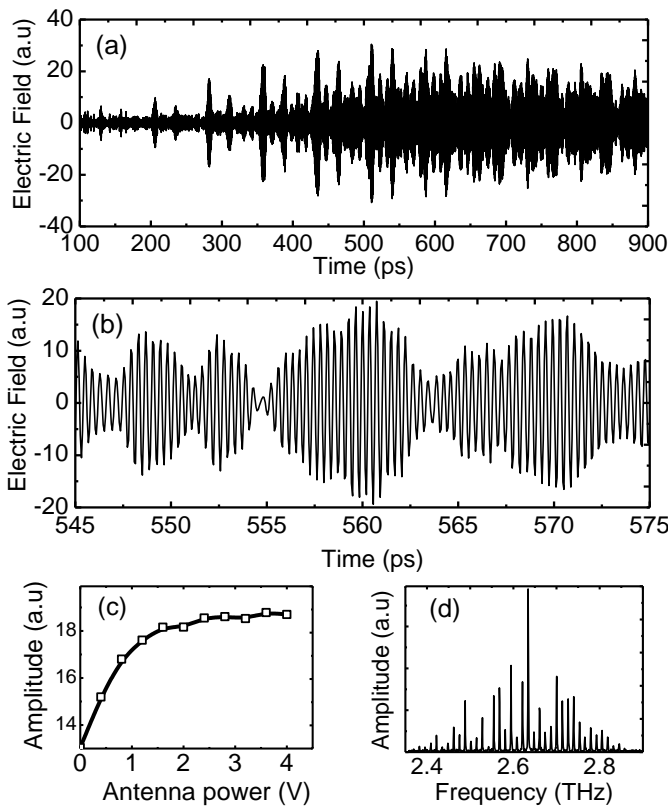 (a)
Electric Field (a.u)
40
20
0
-20
-40
100 200 300 400 500 600 700 800 900
Time (ps)
(b)
Electric Field (a.u)
20
10
0
-10
-20
545 550 555 560 565 570 575
Time (ps)
(c)
Amplitude (a.u)
18
16
14
0 1 2 3 4
Antenna power (V)
(d)
Amplitude (a.u)
2.4 2.6 2.8
Frequency (THz)